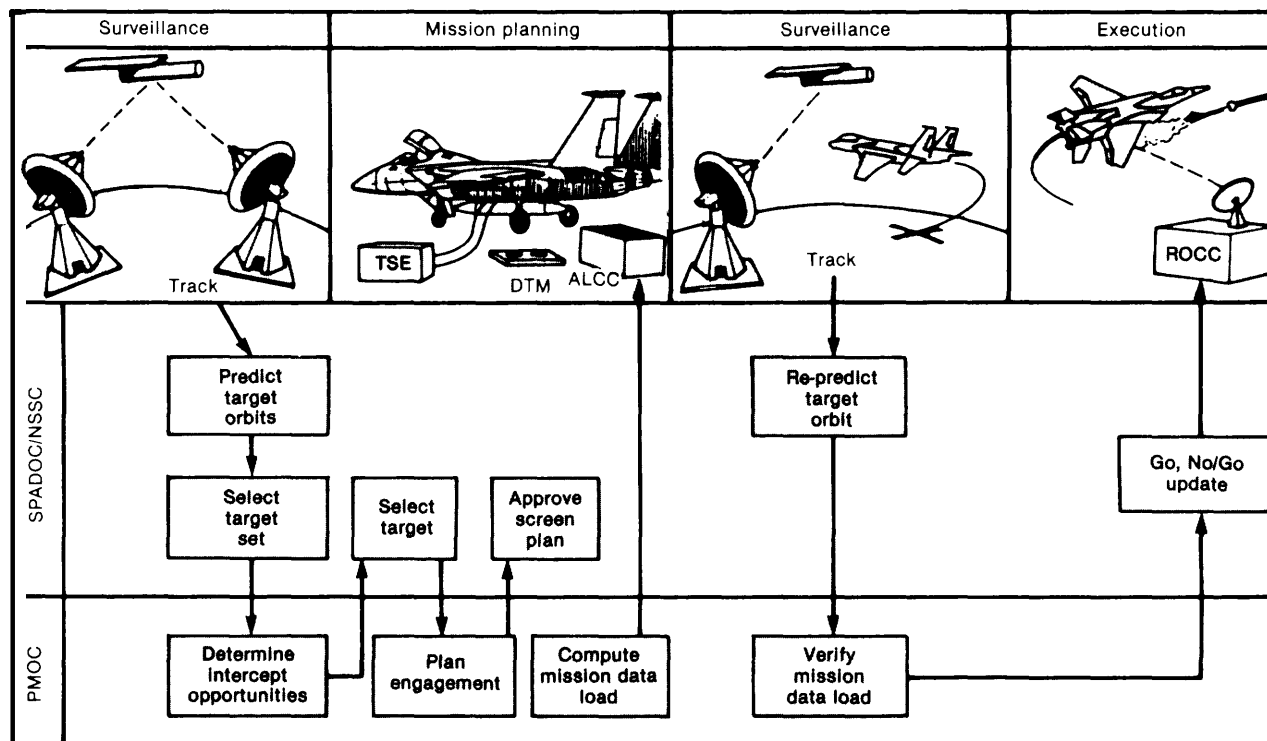 Surveillance
Mission planning
Surveillance
Execution
TSE
DTM
ALCC
ROCC
Track
Track
SPADOC/NSSC
Predict
target
orbits
Select
target
set
Select
target
Approve
screen
plan
Re-predict
target
orbit
Go, No/Go
update
PMOC
Determine
intercept
opportunities
Plan
engagement
Compute
mission data
load
Verify
mission
data load